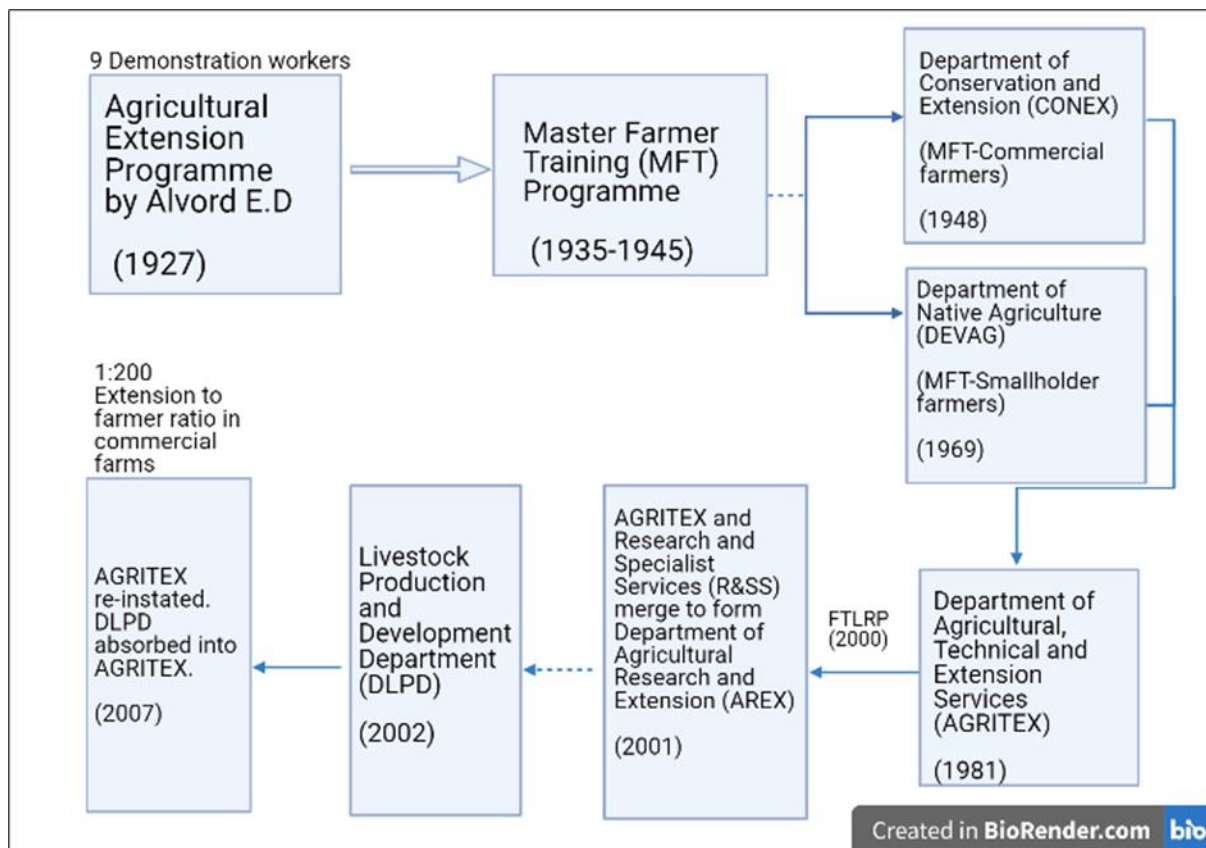 9 Demonstration workers
Agricultural
Extension
Programme
by Alvord E.D
(1927)
Master Farmer
Training (MFT)
Programme
(1935-1945)
Department of
Conservation and
Extension (CONEX)
(MFT-Commercial
farmers)
(1948)
Department of
Native Agriculture
(DEVAG)
(MFT-Smallholder
farmers)
(1969)
Department of
Agricultural,
Technical and
Extension
Services
(AGRITEX)
(1981)
FTLRP
(2000)
AGRITEX and
Research and
Specialist
Services (R&SS)
merge to form
Department of
Agricultural
Research and
Extension (AREX)
(2001)
Livestock
Production
and
Development
Department
(DLPD)
(2002)
1:200
Extension to
farmer ratio in
commercial
farms
AGRITEX
re-instated.
DLPD
absorbed into
AGRITEX.
(2007)
Created in BioRender.com bio